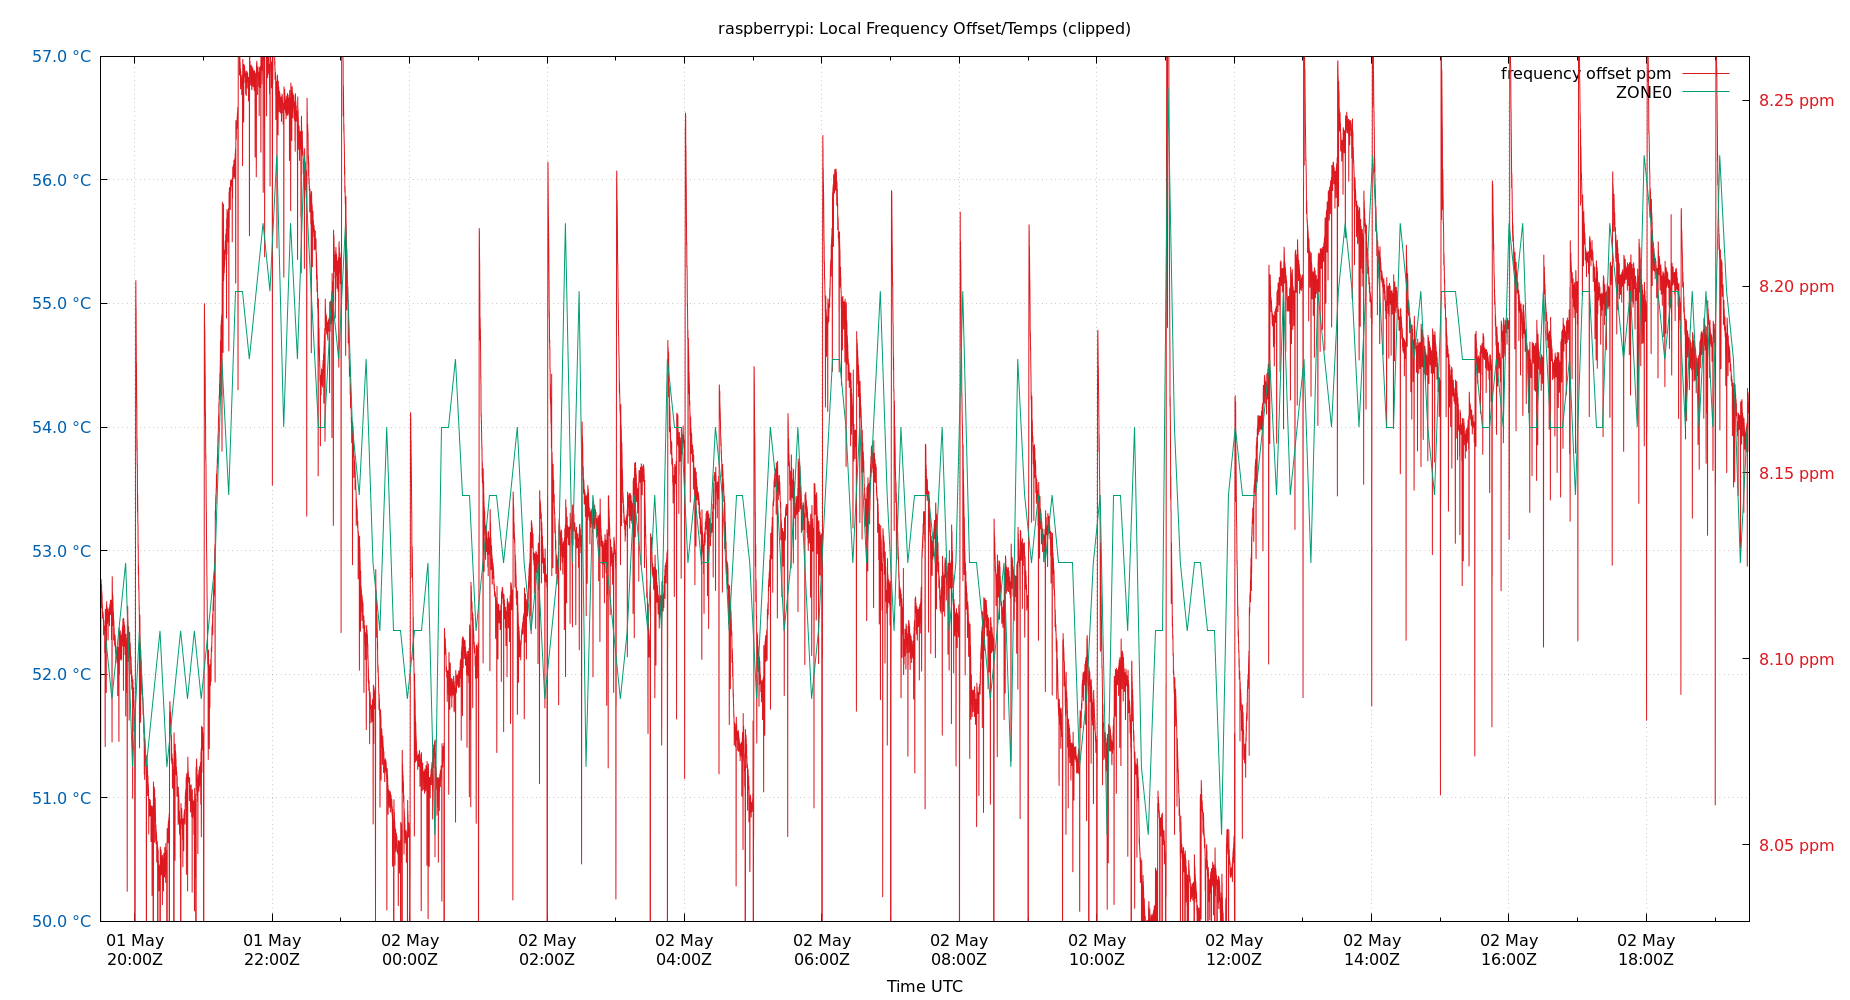 raspberrypi: Local Frequency Offset/Temps (clipped)
57.0 °C
56.0 °C
55.0 °C
54.0 °C
53.0 °C
52.0 °C
51.0 °C
50.0 °C
frequency offset ppm
ZONE0
8.25 ppm
8.20 ppm
8.15 ppm
8.10 ppm
8.05 ppm
01 May 01 May 02 May 02 May 02 May 02 May 02 May 02 May 02 May 02 May 02 May 02 May
20:00Z 22:00Z 00:00Z 02:00Z 04:00Z 06:00Z 08:00Z 10:00Z 12:00Z 14:00Z 16:00Z 18:00Z
Time UTC